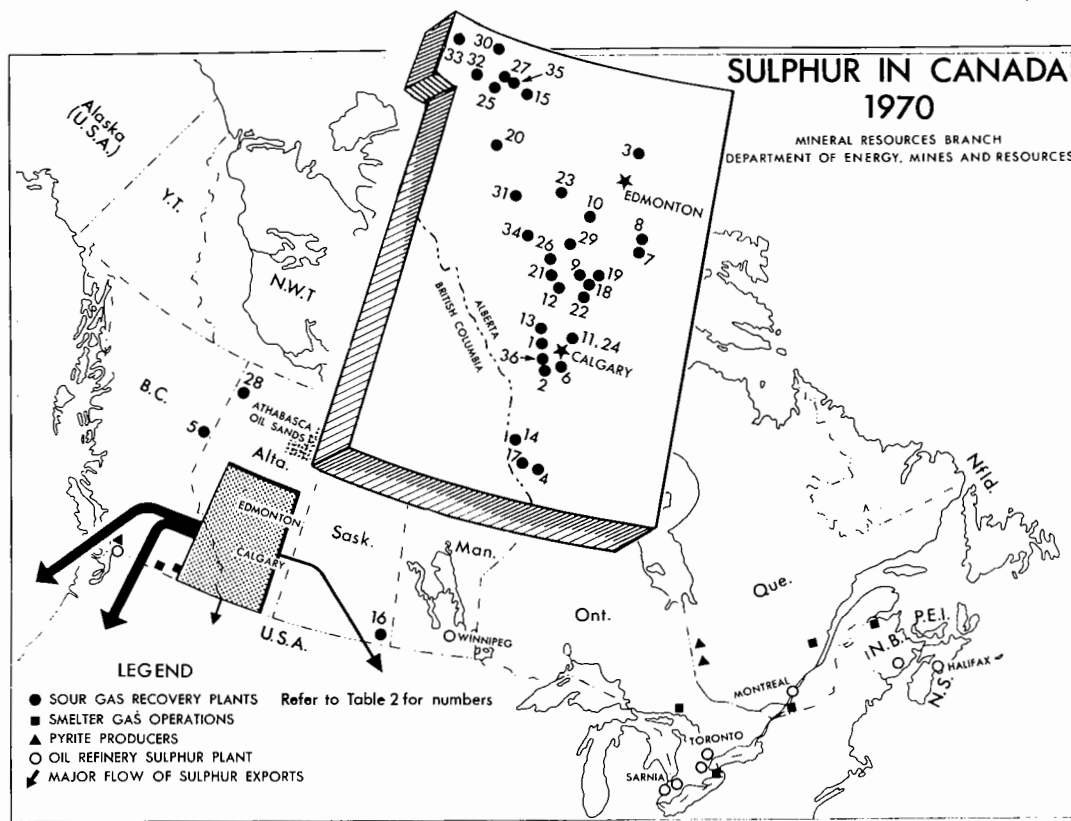 SULPHUR IN CANADA
1970
MINERAL RESOURCES BRANCH
DEPARTMENT OF ENERGY, MINES AND RESOURCES
33
32
30
27
35
25
15
20
3
EDMONTON
31
23
10
8
7
34
26
29
21
9
19
18
12
22
13
1
11, 24
36
CALGARY
2
6
14
17
4
ALBERTA
BRITISH COLUMBIA
Alaska
(U.S.A.)
Y.T.
N.W.T
B.C.
28
ATHABASCA
OIL SANDS
5
Alta.
EDMONTON
CALGARY
Sask.
Man.
16
WINNIPEG
U.S.A.
Ont.
Que.
Nfld.
P.E.I.
N.B.
N.S.
HALIFAX
MONTREAL
TORONTO
SARNIA
LEGEND
SOUR GAS RECOVERY PLANTS Refer to Table 2 for numbers
SMELTER GAS OPERATIONS
PYRITE PRODUCERS
OIL REFINERY SULPHUR PLANT
MAJOR FLOW OF SULPHUR EXPORTS